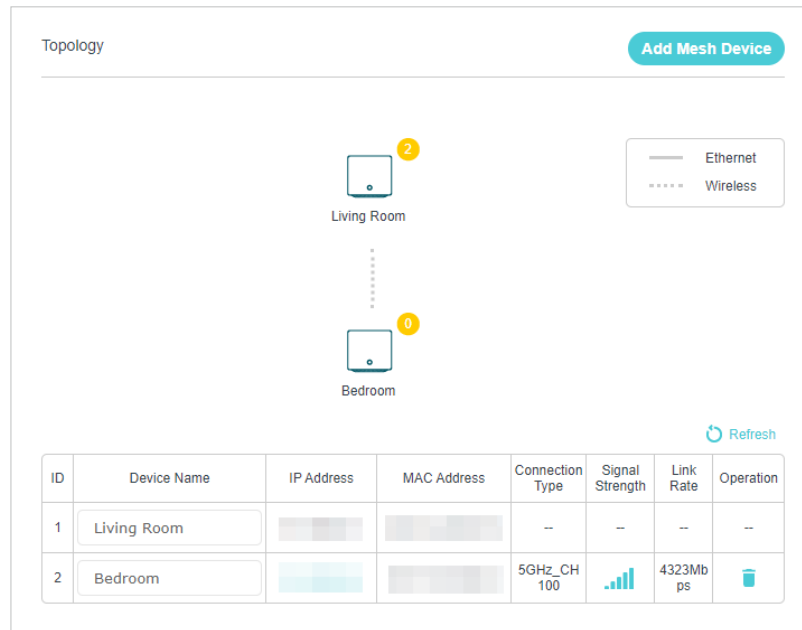 Topology
Add Mesh Device
2
Ethernet
Wireless
Living Room
0
Bedroom
Refresh
ID Device Name IP Address MAC Address Connection Type Signal Strength Link Rate Operation
1 Living Room -- -- -- --
2 Bedroom 5GHz_CH 100 4323Mb ps